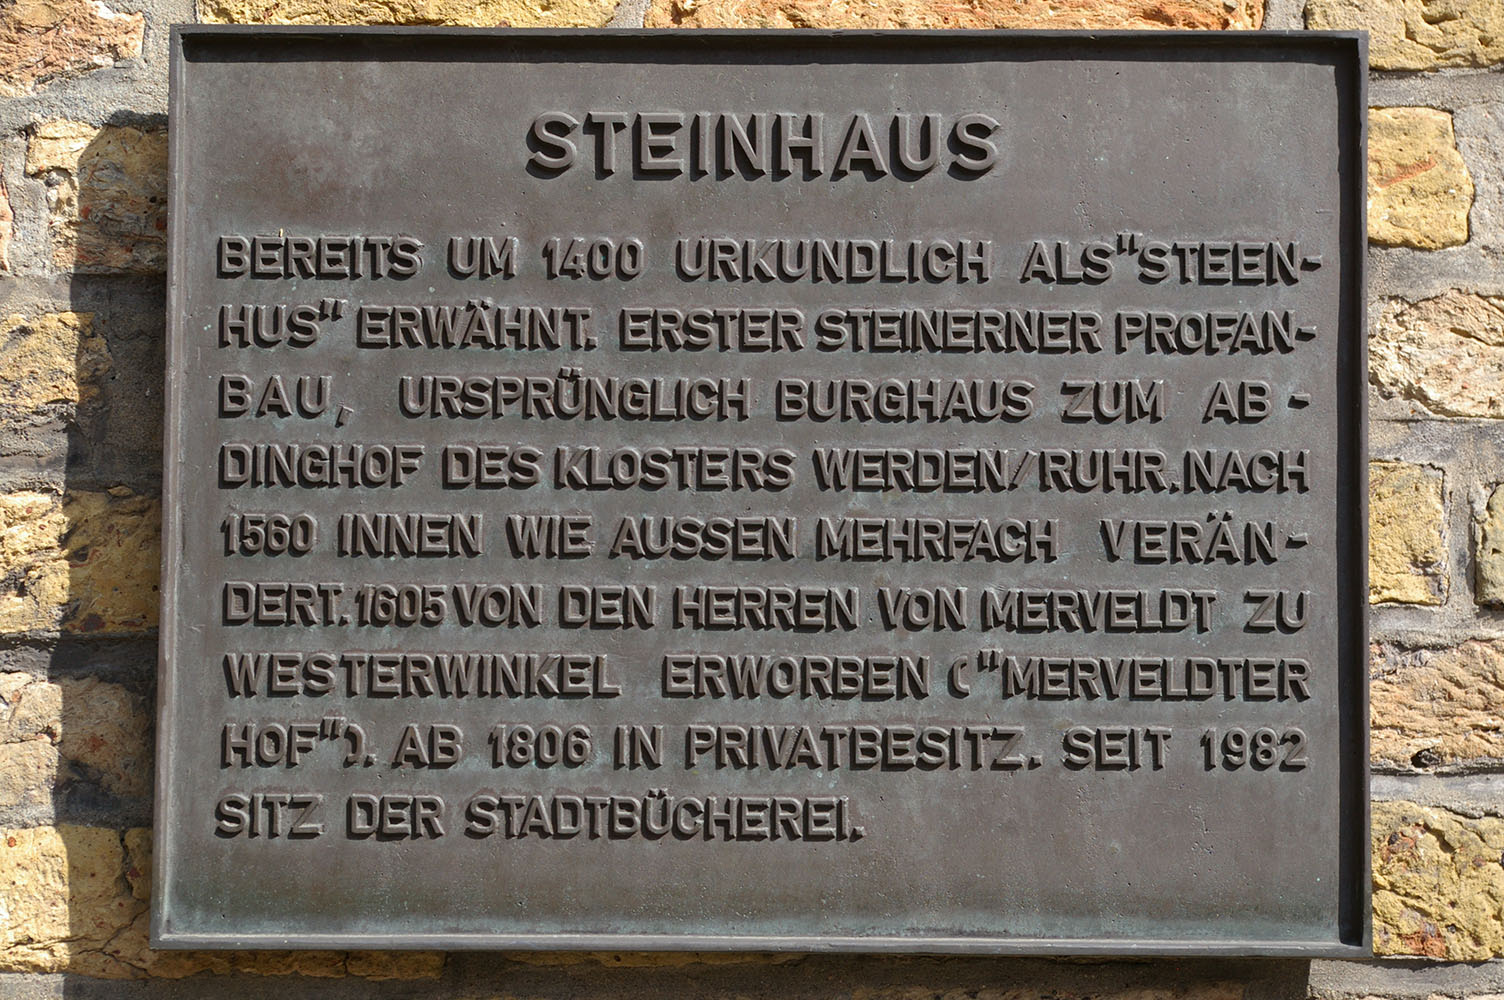 STEINHAUS
BEREITS UM 1400 URKUNDLICH ALS "STEEN-
HUS" ERWÄHNT. ERSTER STEINERNER PROFAN-
BAU, URSPRÜNGLICH BURGHAUS ZUM AB-
DINGHOF DES KLOSTERS WERDEN/RUHR. NACH
1560 INNEN WIE AUSSEN MEHRFACH VERÄN-
DERT. 1605 VON DEN HERREN VON MERVELDT ZU
WESTERWINKEL ERWORBEN ("MERVELDTER
HOF"). AB 1806 IN PRIVATBESITZ. SEIT 1982
SITZ DER STADTBÜCHEREI.